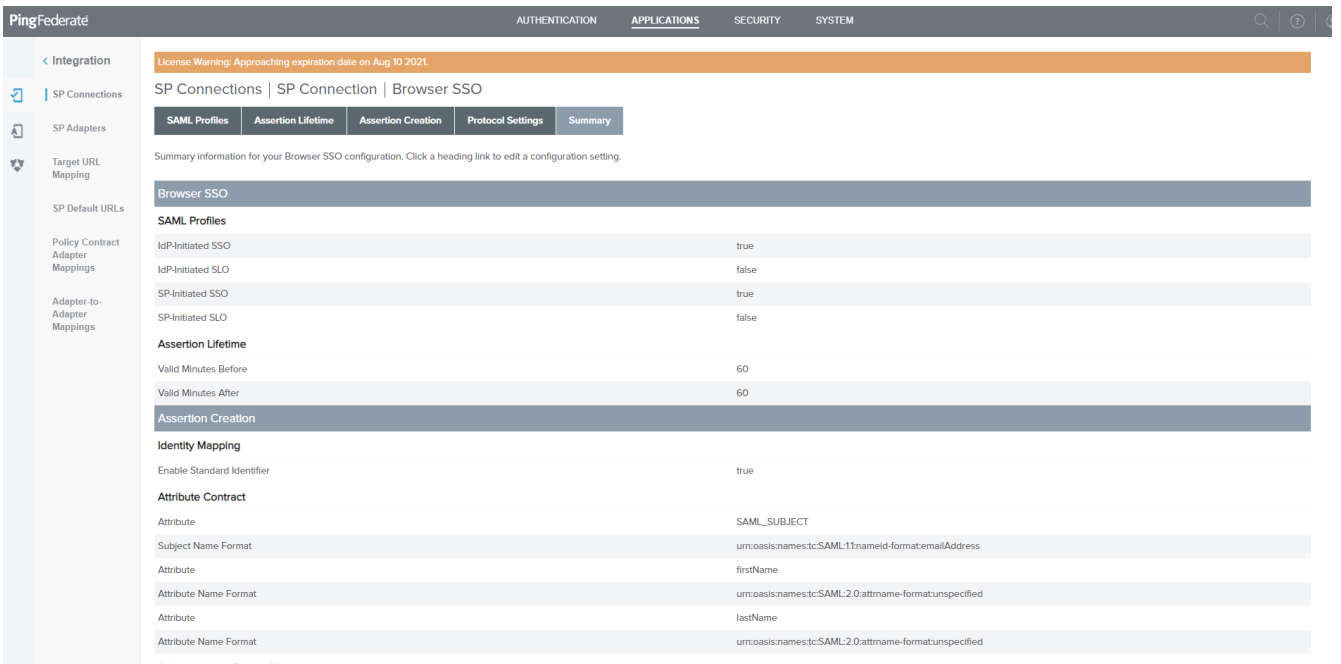 PingFederate AUTHENTICATION APPLICATIONS SECURITY SYSTEM
Integration
SP Connections
SP Adapters
Target URL
Mapping
SP Default URLs
Policy Contract
Adapter
Mappings
Adapter-to-
Adapter
Mappings
License Warning: Approaching expiration date on Aug 10 2021.
SP Connections | SP Connection | Browser SSO
SAML Profiles Assertion Lifetime Assertion Creation Protocol Settings Summary
Summary information for your Browser SSO configuration. Click a heading link to edit a configuration setting.
Browser SSO
SAML Profiles
IdP-Initiated SSO true
IdP-Initiated SLO false
SP-Initiated SSO true
SP-Initiated SLO false
Assertion Lifetime
Valid Minutes Before 60
Valid Minutes After 60
Assertion Creation
Identity Mapping
Enable Standard Identifier true
Attribute Contract
Attribute SAML_SUBJECT
Subject Name Format urn:oasis:names:tc:SAML:1.1:nameid-format:emailAddress
Attribute firstName
Attribute Name Format urn:oasis:names:tc:SAML:2.0:attrname-format:unspecified
Attribute lastName
Attribute Name Format urn:oasis:names:tc:SAML:2.0:attrname-format:unspecified